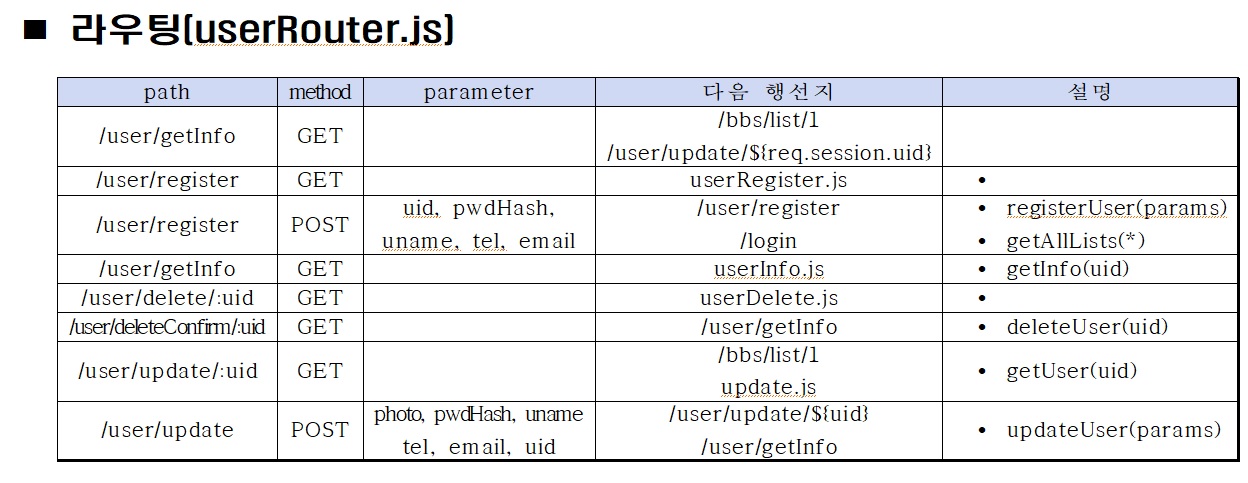 ■ 라우팅(userRouter.js)
path method parameter 다음 행선지 설명
/user/getInfo GET /bbs/list/1
/user/update/${req.session.uid}
/user/register GET userRegister.js •
/user/register POST uid, pwdHash, /user/register • registerUser(params)
uname, tel, email /login • getAllLists(*)
/user/getInfo GET userInfo.js • getInfo(uid)
/user/delete/:uid GET userDelete.js •
/user/deleteConfirm/:uid GET /user/getInfo • deleteUser(uid)
/user/update/:uid GET /bbs/list/1 • getUser(uid)
update.js
/user/update POST photo, pwdHash, uname /user/update/${uid} • updateUser(params)
tel, email, uid /user/getInfo